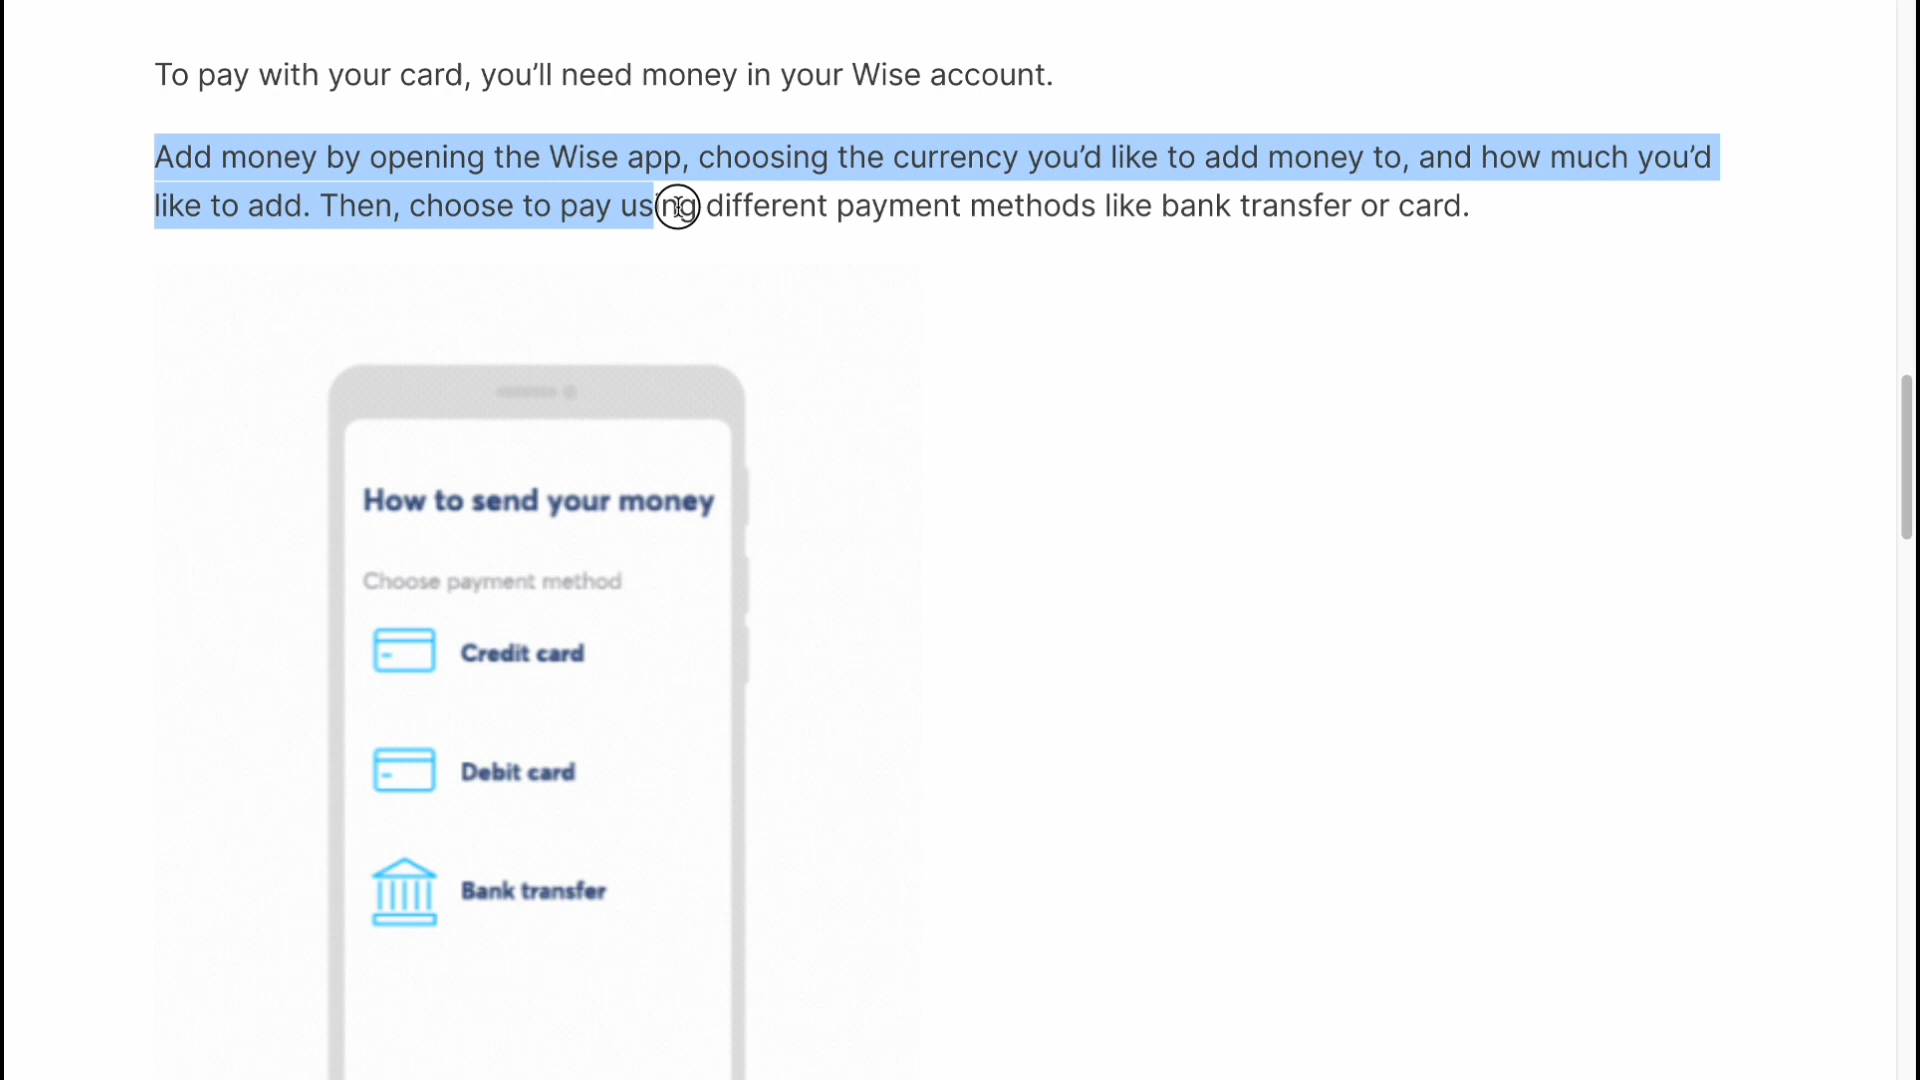 To pay with your card, you’ll need money in your Wise account.
Add money by opening the Wise app, choosing the currency you’d like to add money to, and how much you’d
like to add. Then, choose to pay using different payment methods like bank transfer or card.
How to send your money
Choose payment method
Credit card
Debit card
Bank transfer